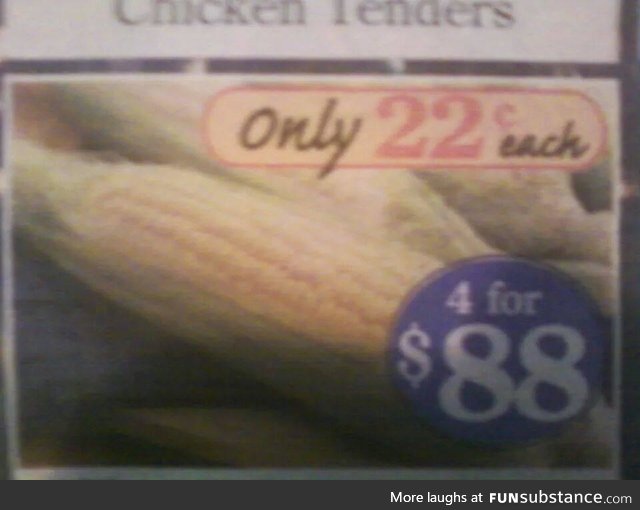 Chicken Tenders
Only 22¢ each
4 for
$88
More laughs at FUNsubstance.com